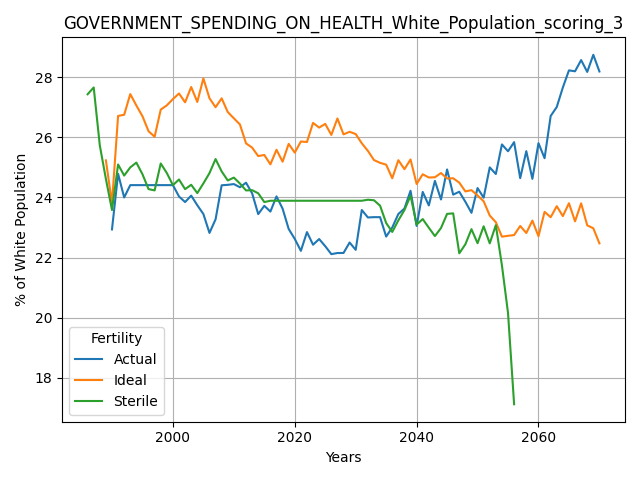 GOVERNMENT_SPENDING_ON_HEALTH_White_Population_scoring_3
% of White Population
28
26
24
22
20
18
Fertility
Actual
Ideal
Sterile
2000
2020
2040
2060
Years